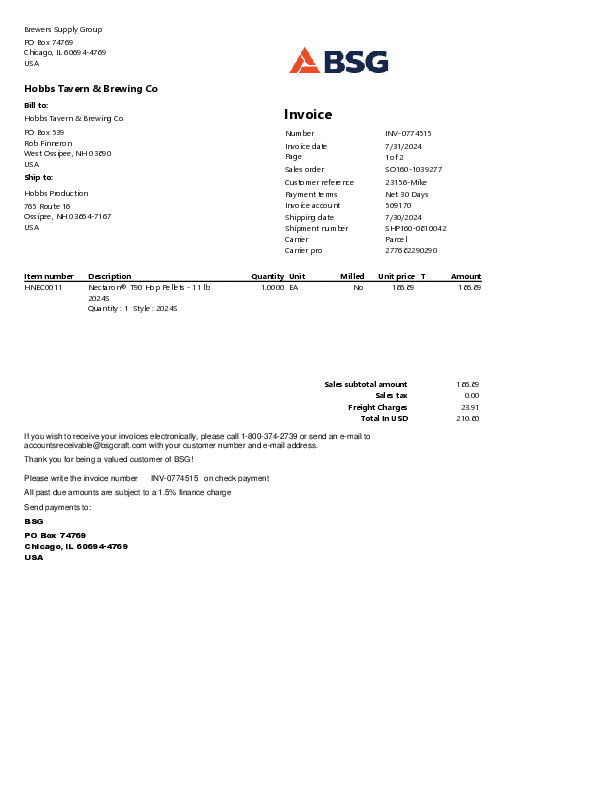 Brewers Supply Group
PO Box 74769
Chicago, IL 60694-4769
USA
BSG
Hobbs Tavern & Brewing Co
Bill to:
Hobbs Tavern & Brewing Co
PO Box 539
Rob Finneron
West Ossipee, NH 03890
USA
Ship to:
Hobbs Production
765 Route 16
Ossipee, NH 03864-7167
USA
Invoice
Number INV-0774515
Invoice date 7/31/2024
Page 1 of 2
Sales order SO160-1039277
Customer reference 23156-Mike
Payment terms Net 30 Days
Invoice account 509170
Shipping date 7/30/2024
Shipment number SHP160-0810042
Carrier Parcel
Carrier pro 277682290290
Item number Description Quantity Unit Milled Unit price T Amount
HNEC0011 Nectaron® T90 Hop Pellets - 11 lb 1.0000 EA No 186.89 186.89
2024S
Quantity : 1 Style : 2024S
Sales subtotal amount 186.89
Sales tax 0.00
Freight Charges 23.91
Total in USD 210.80
If you wish to receive your invoices electronically, please call 1-800-374-2739 or send an e-mail to
accountsreceivable@bsgcraft.com with your customer number and e-mail address.
Thank you for being a valued customer of BSG!
Please write the invoice number INV-0774515 on check payment
All past due amounts are subject to a 1.5% finance charge
Send payments to:
BSG
PO Box 74769
Chicago, IL 60694-4769
USA